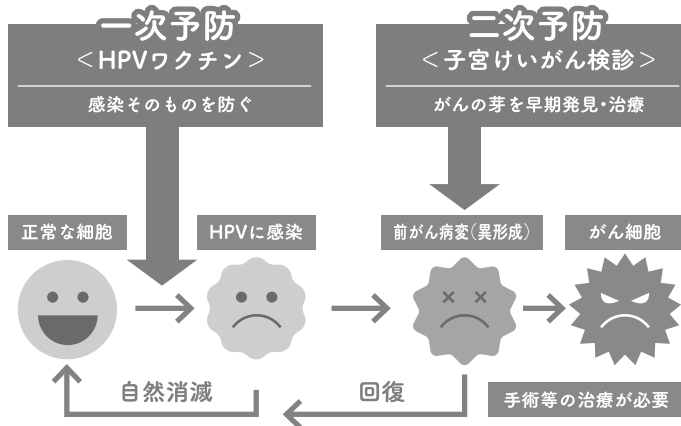 一次予防
＜HPVワクチン＞
感染そのものを防ぐ
二次予防
＜子宮けいがん検診＞
がんの芽を早期発見・治療
正常な細胞
HPVに感染
前がん病変（異形成）
がん細胞
自然消滅
回復
手術等の治療が必要